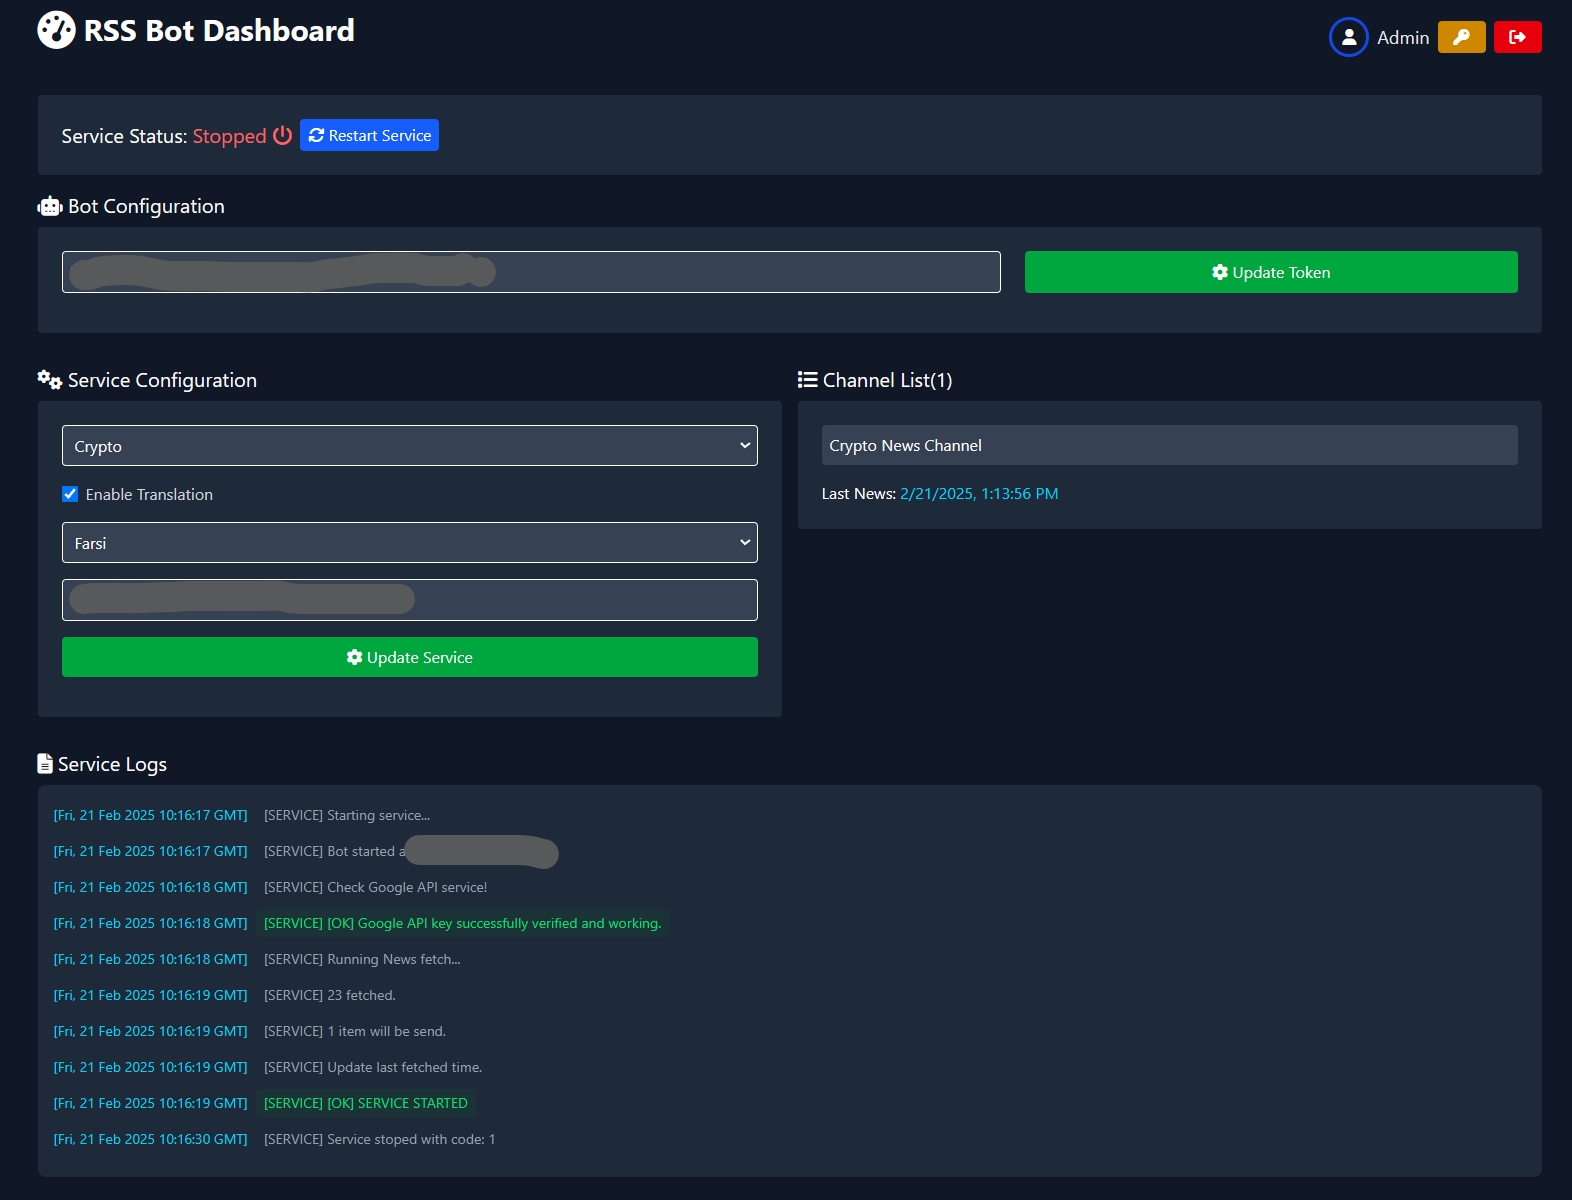 RSS Bot Dashboard
Admin
Service Status: Stopped
Restart Service
Bot Configuration
Update Token
Service Configuration
Channel List(1)
Crypto
Crypto News Channel
Enable Translation
Last News: 2/21/2025, 1:13:56 PM
Farsi
Update Service
Service Logs
[Fri, 21 Feb 2025 10:16:17 GMT] [SERVICE] Starting service...
[Fri, 21 Feb 2025 10:16:17 GMT] [SERVICE] Bot started
[Fri, 21 Feb 2025 10:16:18 GMT] [SERVICE] Check Google API service!
[Fri, 21 Feb 2025 10:16:18 GMT] [SERVICE] [OK] Google API key successfully verified and working.
[Fri, 21 Feb 2025 10:16:18 GMT] [SERVICE] Running News fetch...
[Fri, 21 Feb 2025 10:16:19 GMT] [SERVICE] 23 fetched.
[Fri, 21 Feb 2025 10:16:19 GMT] [SERVICE] 1 item will be send.
[Fri, 21 Feb 2025 10:16:19 GMT] [SERVICE] Update last fetched time.
[Fri, 21 Feb 2025 10:16:19 GMT] [SERVICE] [OK] SERVICE STARTED
[Fri, 21 Feb 2025 10:16:30 GMT] [SERVICE] Service stoped with code: 1